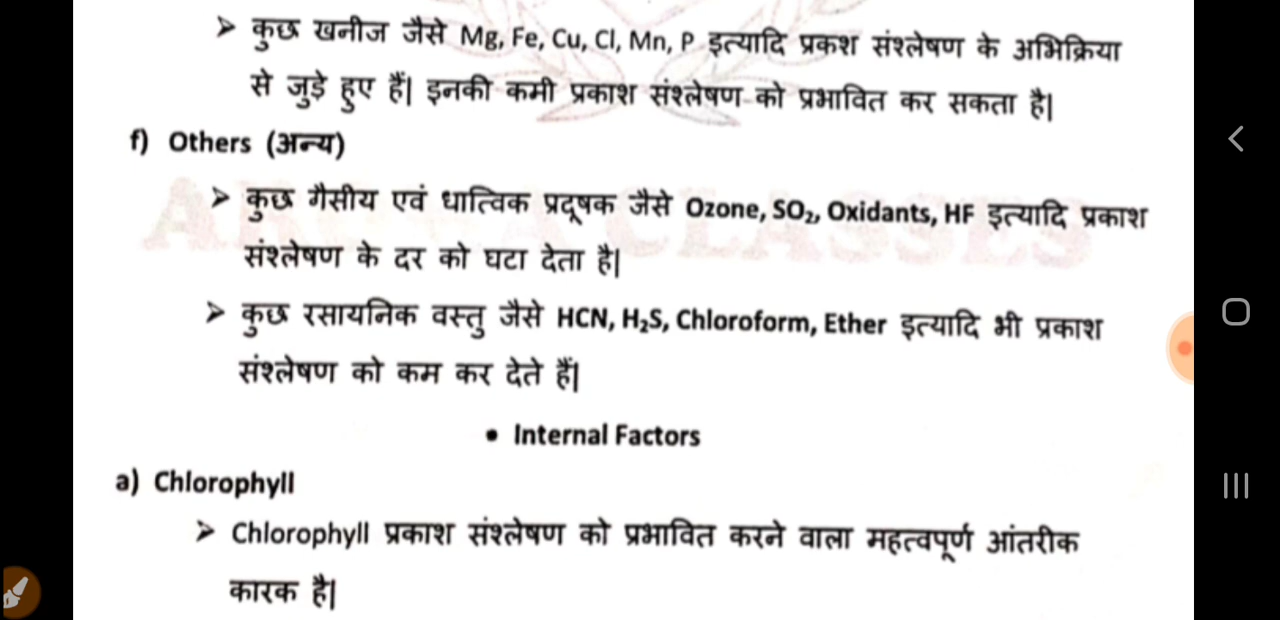 ➢ कुछ खनीज जैसे Mg, Fe, Cu, Cl, Mn, P इत्यादि प्रकश संश्लेषण के अभिक्रिया
से जुड़े हुए हैं| इनकी कमी प्रकाश संश्लेषण को प्रभावित कर सकता है|
f) Others (अन्य)
➢ कुछ गैसीय एवं धात्विक प्रदूषक जैसे Ozone, SO₂, Oxidants, HF इत्यादि प्रकाश
संश्लेषण के दर को घटा देता है|
➢ कुछ रसायनिक वस्तु जैसे HCN, H₂S, Chloroform, Ether इत्यादि भी प्रकाश
संश्लेषण को कम कर देते हैं|
• Internal Factors
a) Chlorophyll
➢ Chlorophyll प्रकाश संश्लेषण को प्रभावित करने वाला महत्वपूर्ण आंतरीक
कारक है|